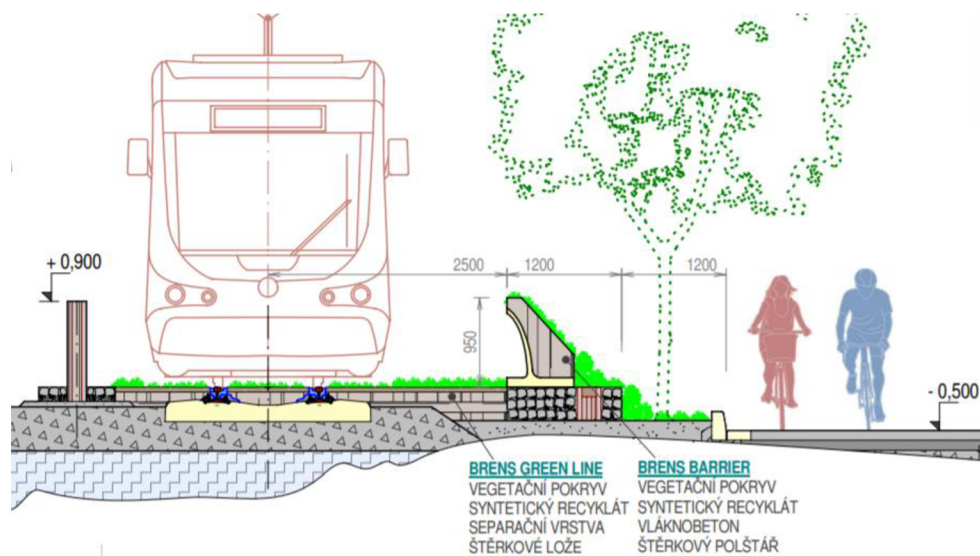 + 0,900
2500
1200
1200
950
- 0,500
BRENS GREEN LINE
VEGETAČNÍ POKRYV
SYNTETICKÝ RECYKLÁT
SEPARAČNÍ VRSTVA
ŠTĚRKOVÉ LOŽE
BRENS BARRIER
VEGETAČNÍ POKRYV
SYNTETICKÝ RECYKLÁT
VLÁKNOBETON
ŠTĚRKOVÝ POLŠTÁŘ